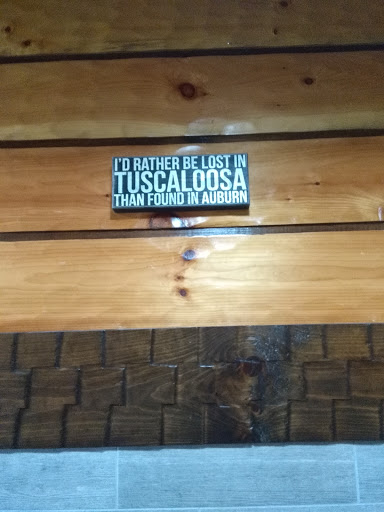 I'D RATHER BE LOST IN
TUSCALOOSA
THAN FOUND IN AUBURN